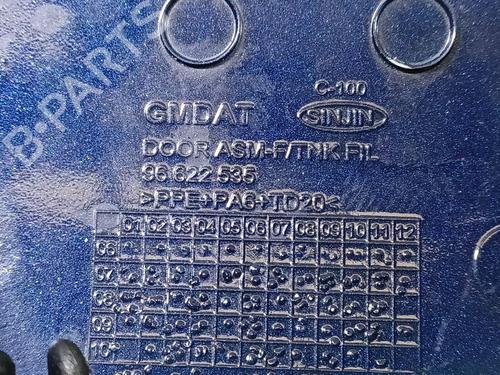 B-PARTS
C-100
GMDAT SINJIN
DOOR ASM-F/TNK FIL
96 622 535
>PPE+PA6+TD20<
01 02 03 04 05 06 07 08 09 10 11 12
06
07
08
09
10